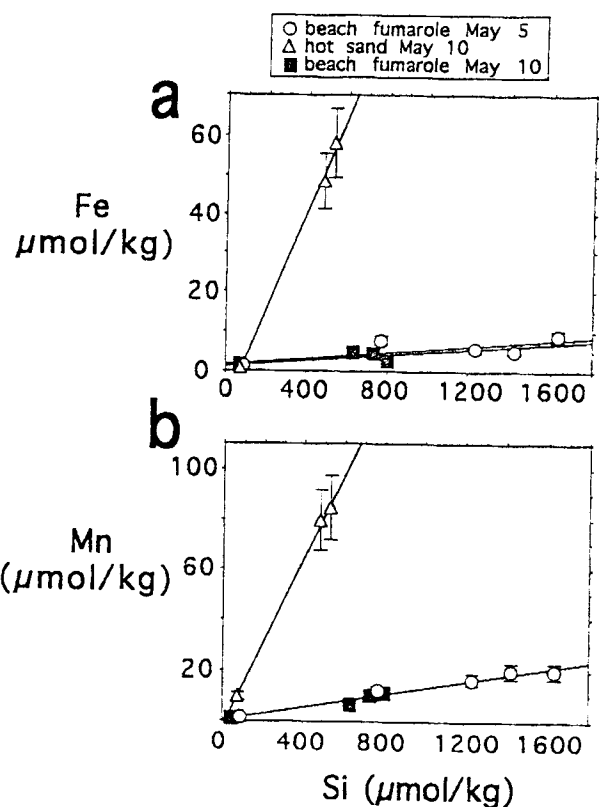 beach fumarole May 5
hot sand May 10
beach fumarole May 10
a
60
40
20
0
Fe
µmol/kg)
400 800 1200 1600
b
100
60
20
Mn
(µmol/kg)
0 400 800 1200 1600
Si (µmol/kg)